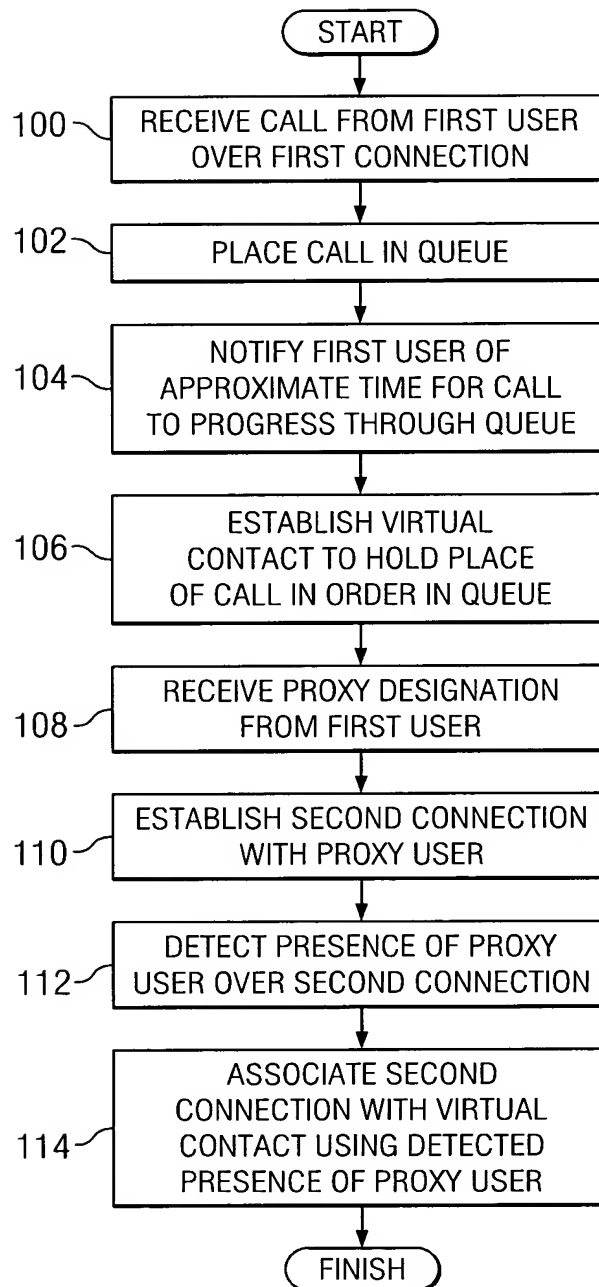 START
100
RECEIVE CALL FROM FIRST USER
OVER FIRST CONNECTION
102
PLACE CALL IN QUEUE
104
NOTIFY FIRST USER OF
APPROXIMATE TIME FOR CALL
TO PROGRESS THROUGH QUEUE
106
ESTABLISH VIRTUAL
CONTACT TO HOLD PLACE
OF CALL IN ORDER IN QUEUE
108
RECEIVE PROXY DESIGNATION
FROM FIRST USER
110
ESTABLISH SECOND CONNECTION
WITH PROXY USER
112
DETECT PRESENCE OF PROXY
USER OVER SECOND CONNECTION
114
ASSOCIATE SECOND
CONNECTION WITH VIRTUAL
CONTACT USING DETECTED
PRESENCE OF PROXY USER
FINISH